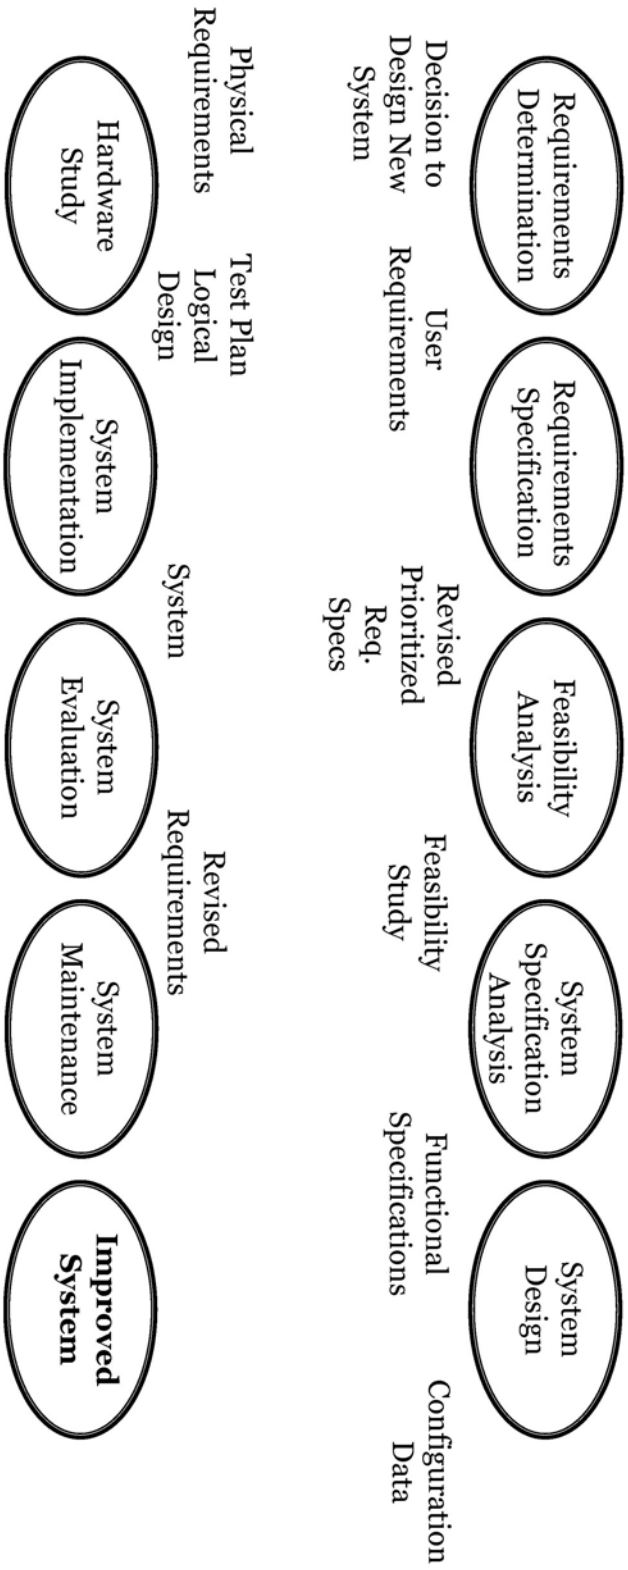 Requirements
Determination
Requirements
Specification
Feasibility
Analysis
System
Specification
Analysis
System
Design
Decision to
Design New
System
User
Requirements
Revised
Prioritized
Req.
Specs
Feasibility
Study
Functional
Specifications
Configuration
Data
Physical
Requirements
Test Plan
Logical
Design
System
Revised
Requirements
Hardware
Study
System
Implementation
System
Evaluation
System
Maintenance
Improved
System